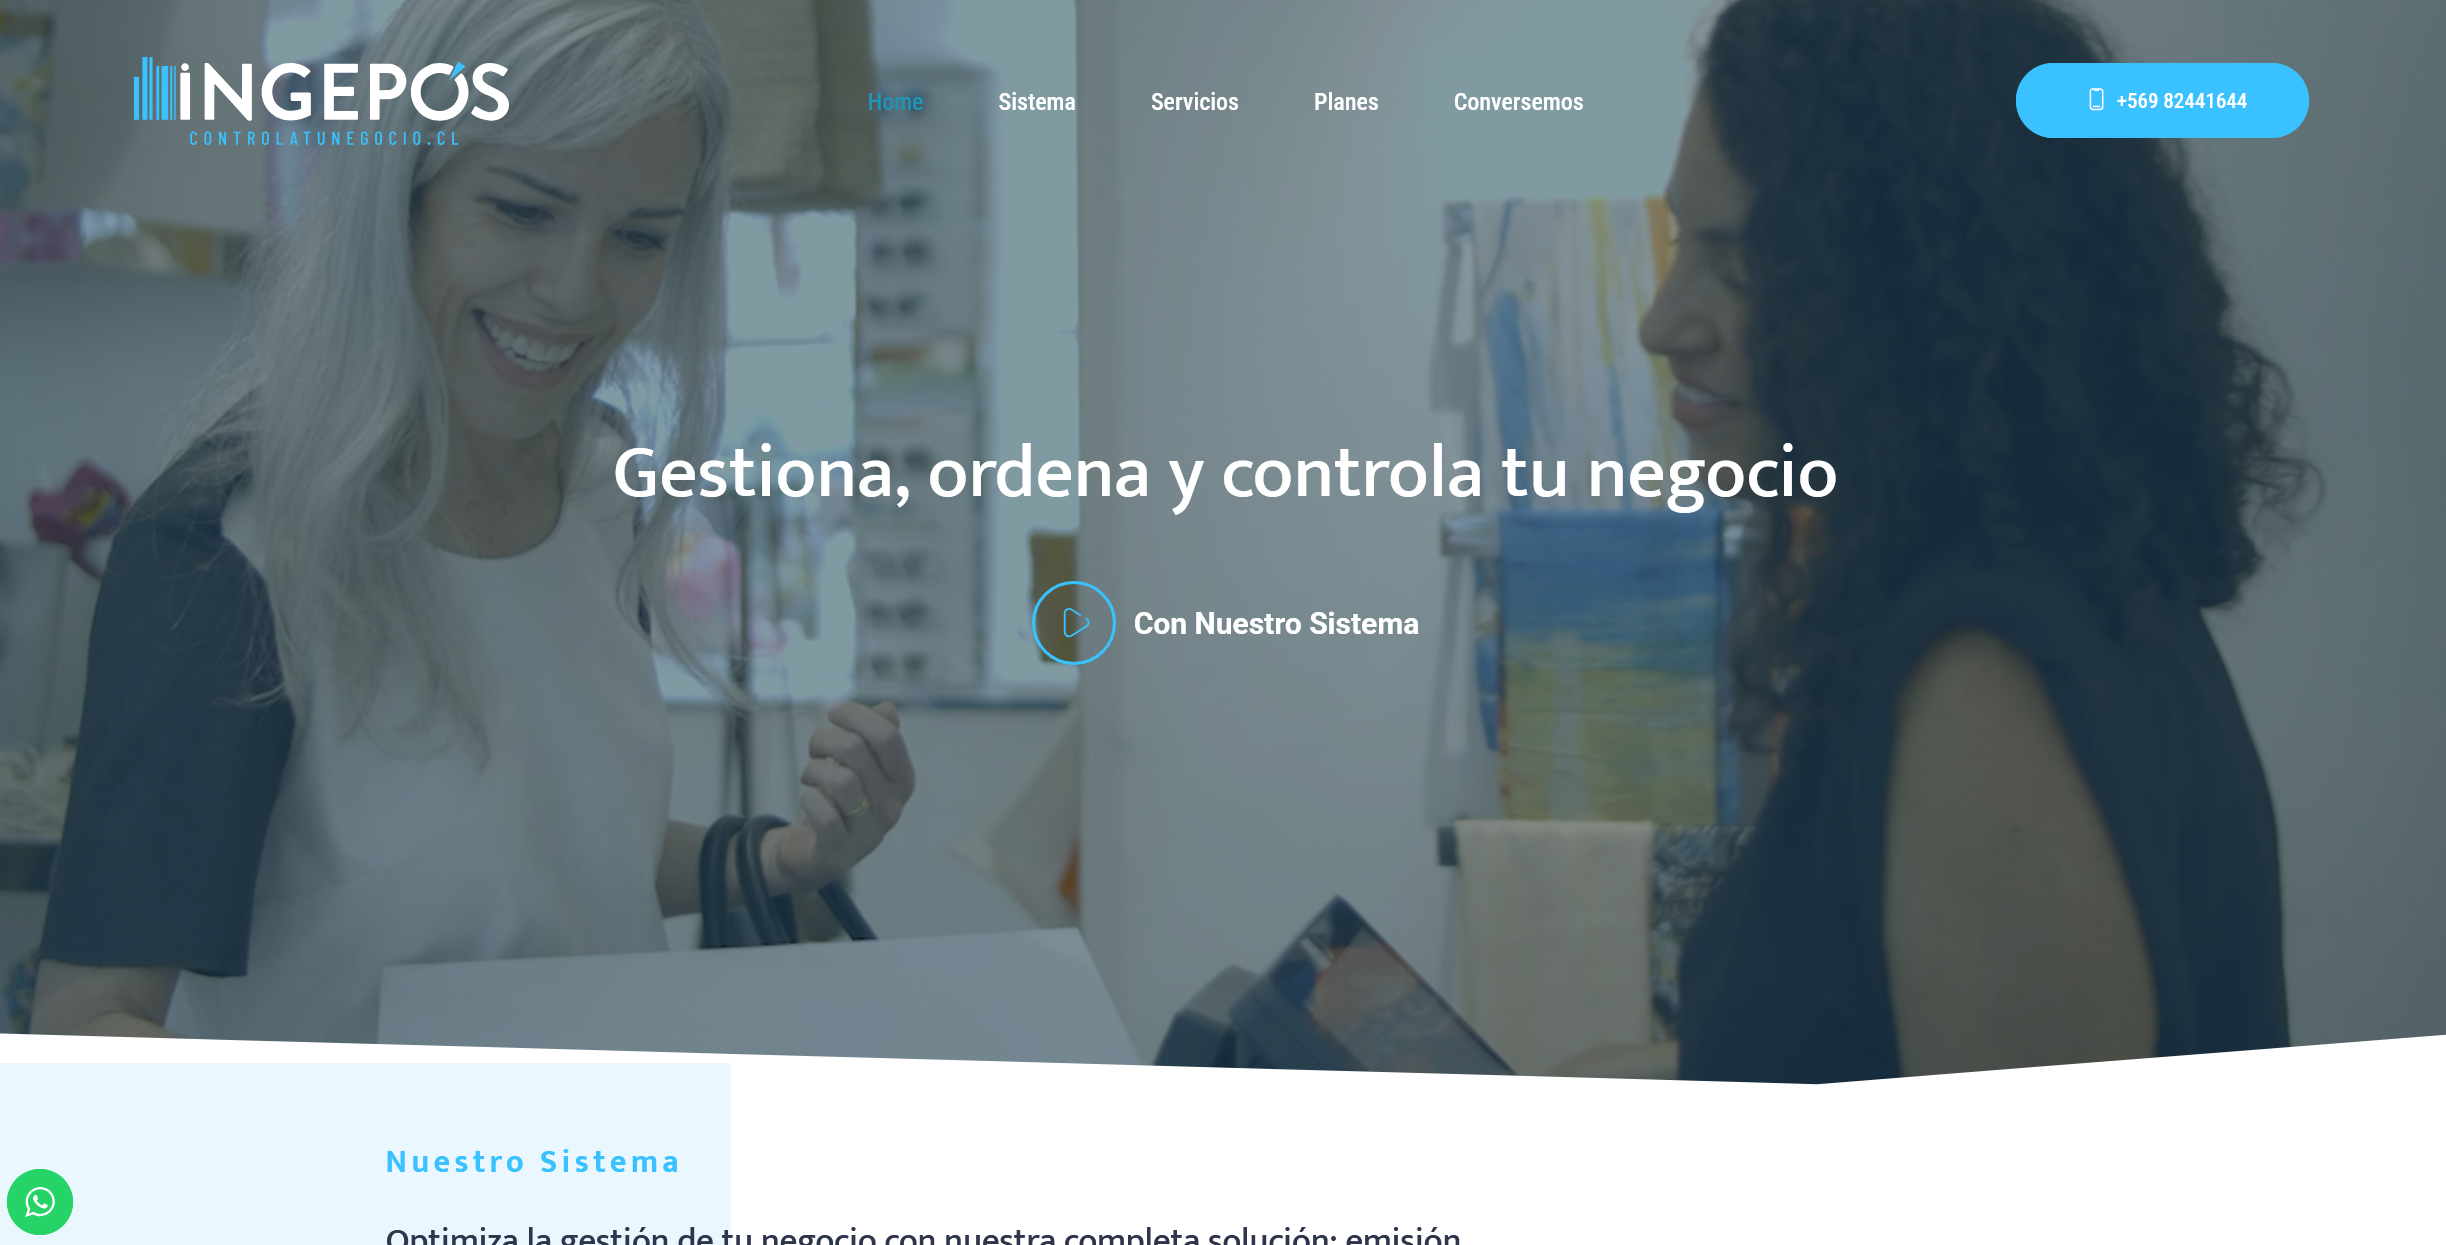 iNGEPOS
CONTROLATUNEGOCIO.CL
Home Sistema Servicios Planes Conversemos
+569 82441644
Gestiona, ordena y controla tu negocio
Con Nuestro Sistema
Nuestro Sistema
Optimiza la gestión de tu negocio con nuestra completa solución: emisión